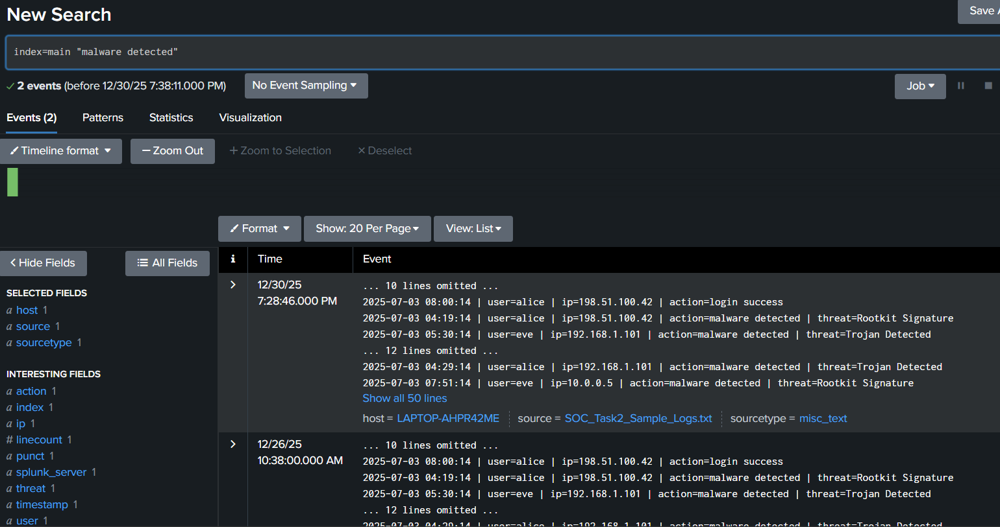 New Search
Save A
index=main "malware detected"
2 events (before 12/30/25 7:38:11.000 PM)
No Event Sampling
Job
Events (2)
Patterns
Statistics
Visualization
Timeline format
Zoom Out
Zoom to Selection
Deselect
Format
Show: 20 Per Page
View: List
Hide Fields
All Fields
SELECTED FIELDS
a host 1
a source 1
a sourcetype 1
INTERESTING FIELDS
a action 1
a index 1
a ip 1
# linecount 1
a punct 1
a splunk_server 1
a threat 1
a timestamp 1
a user 1
i
Time
Event
12/30/25
7:28:46.000 PM
... 10 lines omitted ...
2025-07-03 08:00:14 | user=alice | ip=198.51.100.42 | action=login success
2025-07-03 04:19:14 | user=alice | ip=198.51.100.42 | action=malware detected | threat=Rootkit Signature
2025-07-03 05:30:14 | user=eve | ip=192.168.1.101 | action=malware detected | threat=Trojan Detected
... 12 lines omitted ...
2025-07-03 04:29:14 | user=alice | ip=192.168.1.101 | action=malware detected | threat=Trojan Detected
2025-07-03 07:51:14 | user=eve | ip=10.0.0.5 | action=malware detected | threat=Rootkit Signature
Show all 50 lines
host = LAPTOP-AHPR42ME
source = SOC_Task2_Sample_Logs.txt
sourcetype = misc_text
12/26/25
10:38:00.000 AM
... 10 lines omitted ...
2025-07-03 08:00:14 | user=alice | ip=198.51.100.42 | action=login success
2025-07-03 04:19:14 | user=alice | ip=198.51.100.42 | action=malware detected | threat=Rootkit Signature
2025-07-03 05:30:14 | user=eve | ip=192.168.1.101 | action=malware detected | threat=Trojan Detected
... 12 lines omitted ...
2025-07-03 04:29:14 | user=alice | ip=192.168.1.101 | action=malware detected | threat=Trojan Detected